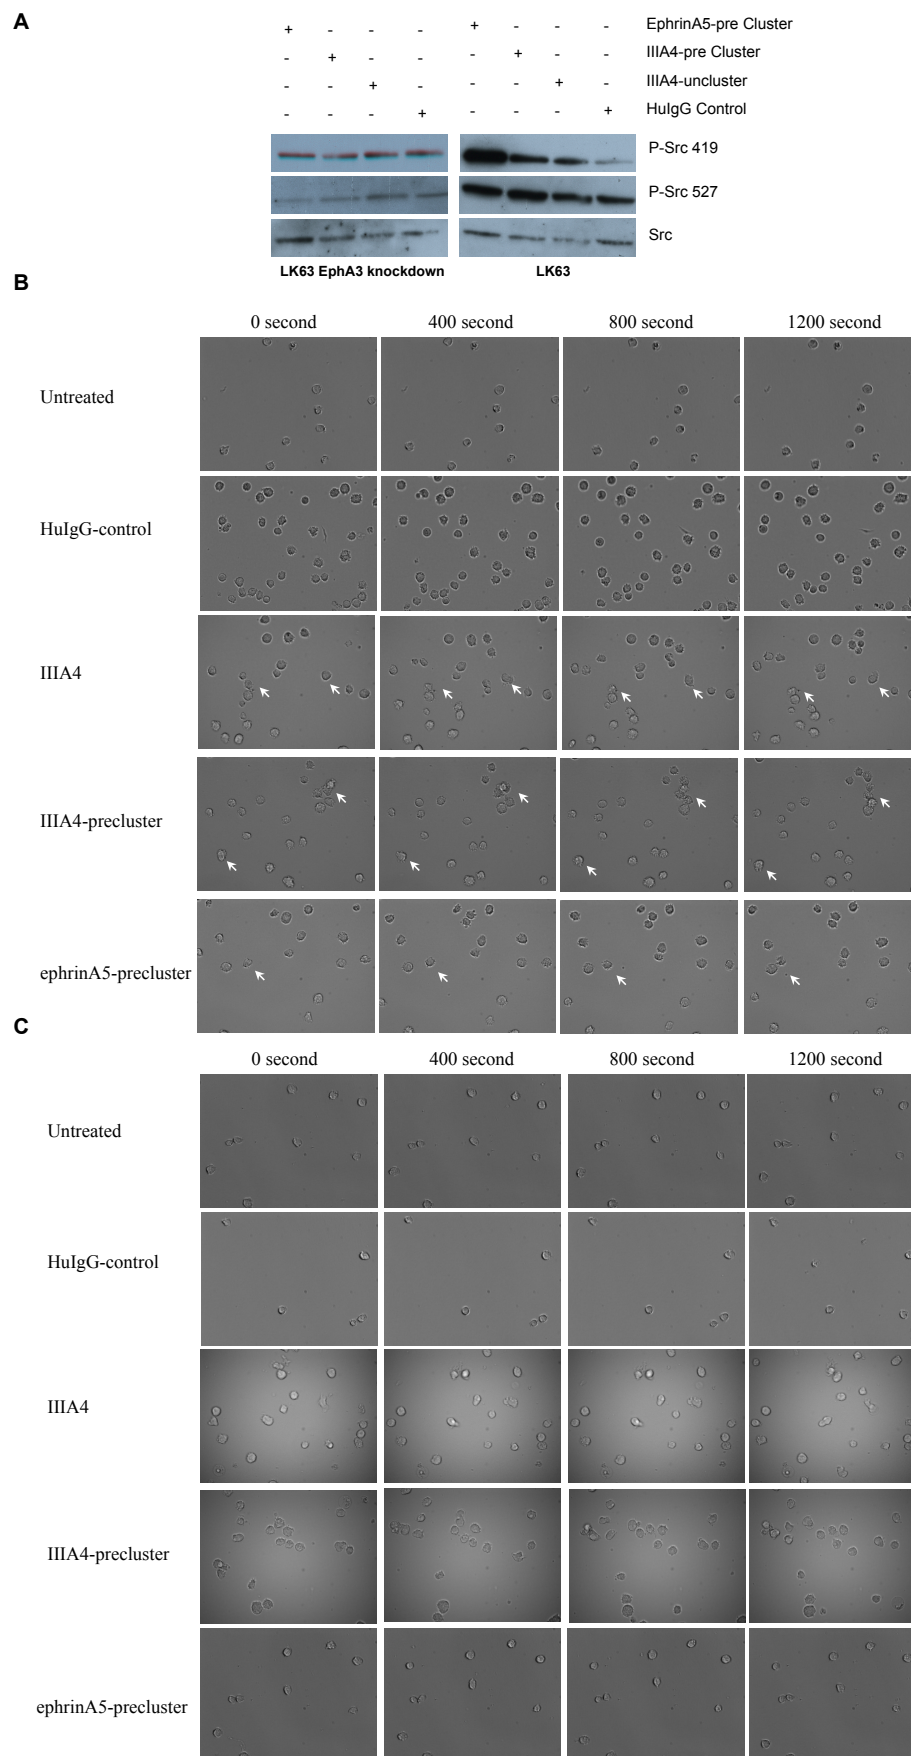 A
+ - - - + - - - EphrinA5-pre Cluster
- + - - - + - - IIIA4-pre Cluster
- - + - - - + - IIIA4-uncluster
- - - + - - - + HuIgG Control
P-Src 419
P-Src 527
Src
LK63 EphA3 knockdown LK63
B
0 second 400 second 800 second 1200 second
Untreated
HuIgG-control
IIIA4
IIIA4-precluster
ephrinA5-precluster
C
0 second 400 second 800 second 1200 second
Untreated
HuIgG-control
IIIA4
IIIA4-precluster
ephrinA5-precluster